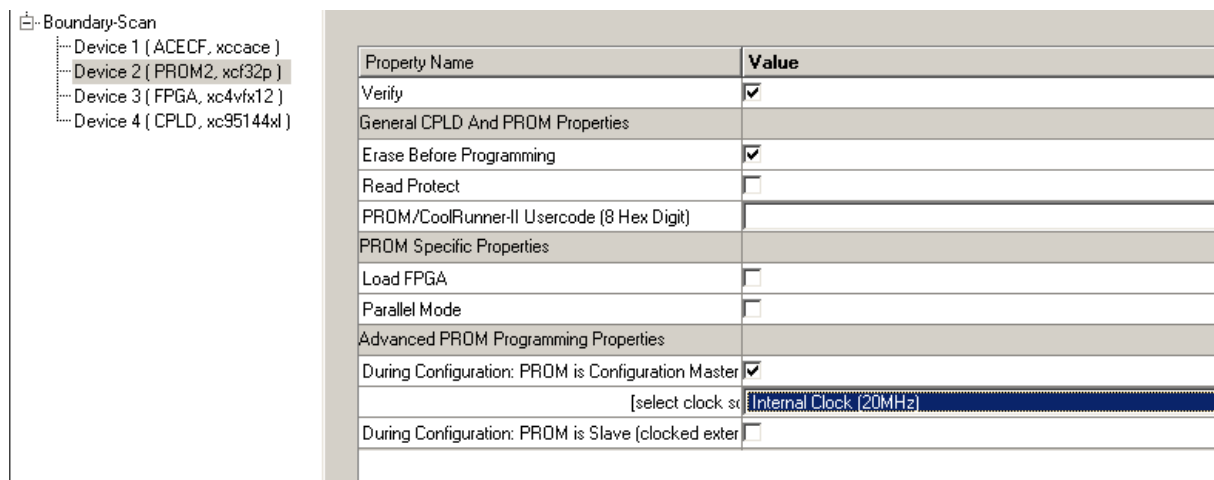 Boundary-Scan
Device 1 ( ACECF, xccace )
Device 2 ( PROM2, xcf32p )
Device 3 ( FPGA, xc4vfx12 )
Device 4 ( CPLD, xc95144xl )
Property Name Value
Verify
General CPLD And PROM Properties
Erase Before Programming
Read Protect
PROM/CoolRunner-II Usercode (8 Hex Digit)
PROM Specific Properties
Load FPGA
Parallel Mode
Advanced PROM Programming Properties
During Configuration: PROM is Configuration Master
[select clock so Internal Clock (20MHz)
During Configuration: PROM is Slave (clocked exter